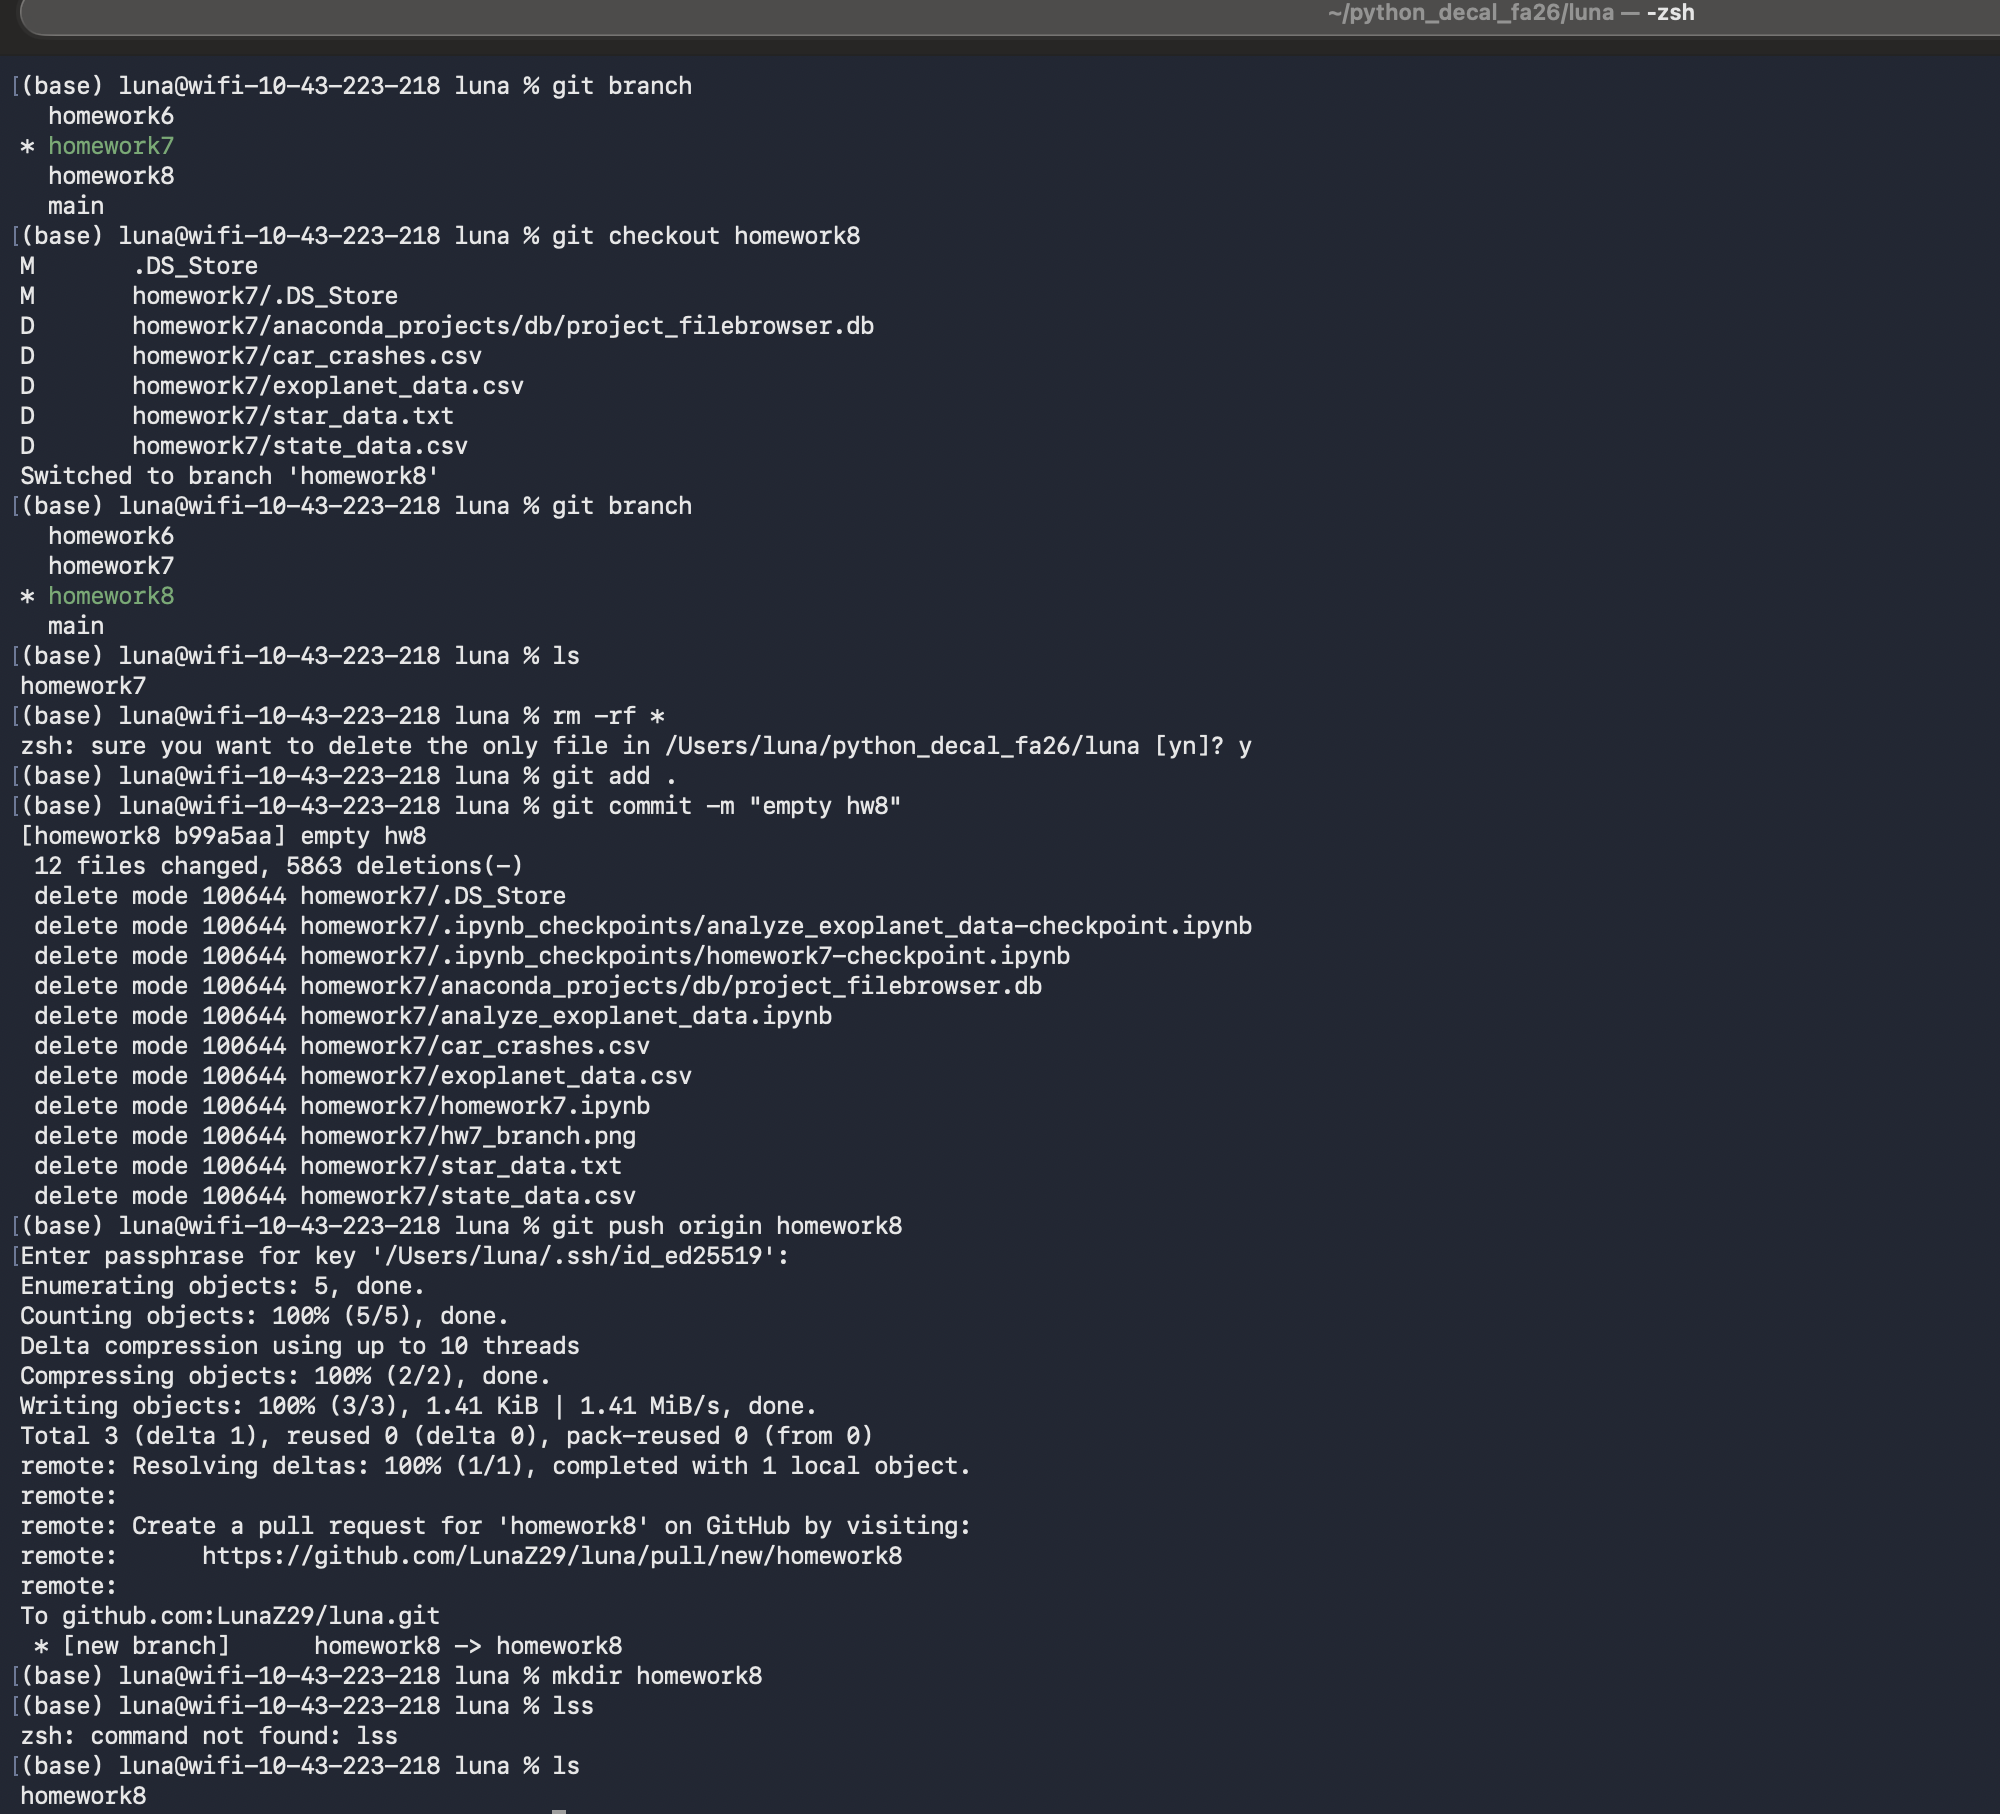 ~/python_decal_fa26/luna — -zsh
[(base) luna@wifi-10-43-223-218 luna % git branch
homework6
* homework7
homework8
main
[(base) luna@wifi-10-43-223-218 luna % git checkout homework8
M       .DS_Store
M       homework7/.DS_Store
D       homework7/anaconda_projects/db/project_filebrowser.db
D       homework7/car_crashes.csv
D       homework7/exoplanet_data.csv
D       homework7/star_data.txt
D       homework7/state_data.csv
Switched to branch 'homework8'
[(base) luna@wifi-10-43-223-218 luna % git branch
homework6
homework7
* homework8
main
[(base) luna@wifi-10-43-223-218 luna % ls
homework7
[(base) luna@wifi-10-43-223-218 luna % rm -rf *
zsh: sure you want to delete the only file in /Users/luna/python_decal_fa26/luna [yn]? y
[(base) luna@wifi-10-43-223-218 luna % git add .
[(base) luna@wifi-10-43-223-218 luna % git commit -m "empty hw8"
[homework8 b99a5aa] empty hw8
12 files changed, 5863 deletions(-)
delete mode 100644 homework7/.DS_Store
delete mode 100644 homework7/.ipynb_checkpoints/analyze_exoplanet_data-checkpoint.ipynb
delete mode 100644 homework7/.ipynb_checkpoints/homework7-checkpoint.ipynb
delete mode 100644 homework7/anaconda_projects/db/project_filebrowser.db
delete mode 100644 homework7/analyze_exoplanet_data.ipynb
delete mode 100644 homework7/car_crashes.csv
delete mode 100644 homework7/exoplanet_data.csv
delete mode 100644 homework7/homework7.ipynb
delete mode 100644 homework7/hw7_branch.png
delete mode 100644 homework7/star_data.txt
delete mode 100644 homework7/state_data.csv
[(base) luna@wifi-10-43-223-218 luna % git push origin homework8
[Enter passphrase for key '/Users/luna/.ssh/id_ed25519':
Enumerating objects: 5, done.
Counting objects: 100% (5/5), done.
Delta compression using up to 10 threads
Compressing objects: 100% (2/2), done.
Writing objects: 100% (3/3), 1.41 KiB | 1.41 MiB/s, done.
Total 3 (delta 1), reused 0 (delta 0), pack-reused 0 (from 0)
remote: Resolving deltas: 100% (1/1), completed with 1 local object.
remote:
remote: Create a pull request for 'homework8' on GitHub by visiting:
remote:      https://github.com/LunaZ29/luna/pull/new/homework8
remote:
To github.com:LunaZ29/luna.git
* [new branch]      homework8 -> homework8
[(base) luna@wifi-10-43-223-218 luna % mkdir homework8
[(base) luna@wifi-10-43-223-218 luna % lss
zsh: command not found: lss
[(base) luna@wifi-10-43-223-218 luna % ls
homework8